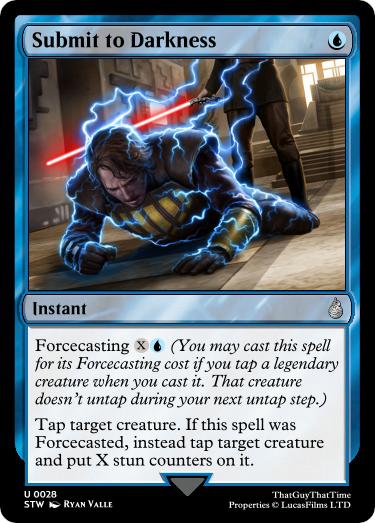 Submit to Darkness
Instant
Forcecasting X (You may cast this spell
for its Forecasting cost if you tap a legendary
creature when you cast it. That creature
doesn't untap during your next untap step.)
Tap target creature. If this spell was
Forcecasted, instead tap target creature
and put X stun counters on it.
U 0028
STW RYAN VALLE
ThatGuyThatTime
Properties © LucasFilms LTD